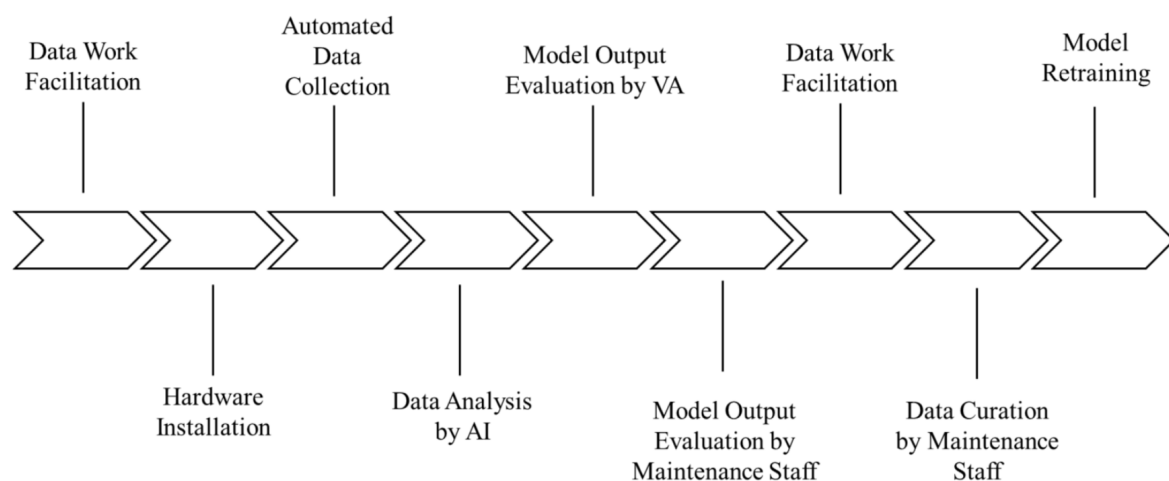 Data Work
Facilitation
Hardware
Installation
Automated
Data
Collection
Data Analysis
by AI
Model Output
Evaluation by VA
Model Output
Evaluation by
Maintenance Staff
Data Work
Facilitation
Data Curation
by Maintenance
Staff
Model
Retraining